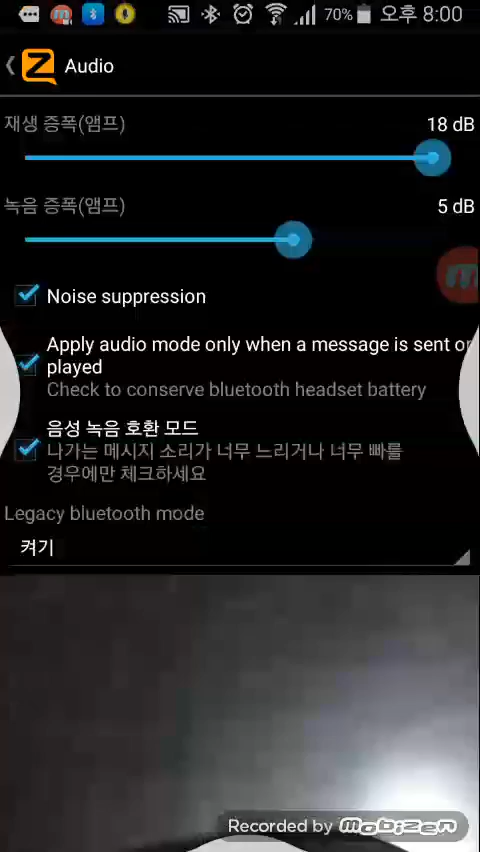 70% 오후 8:00
Audio
재생 증폭(앰프) 18 dB
녹음 증폭(앰프) 5 dB
Noise suppression
Apply audio mode only when a message is sent or
played
Check to conserve bluetooth headset battery
음성 녹음 호환 모드
나가는 메시지 소리가 너무 느리거나 너무 빠를
경우에만 체크하세요
Legacy bluetooth mode
켜기
Recorded by mobizen